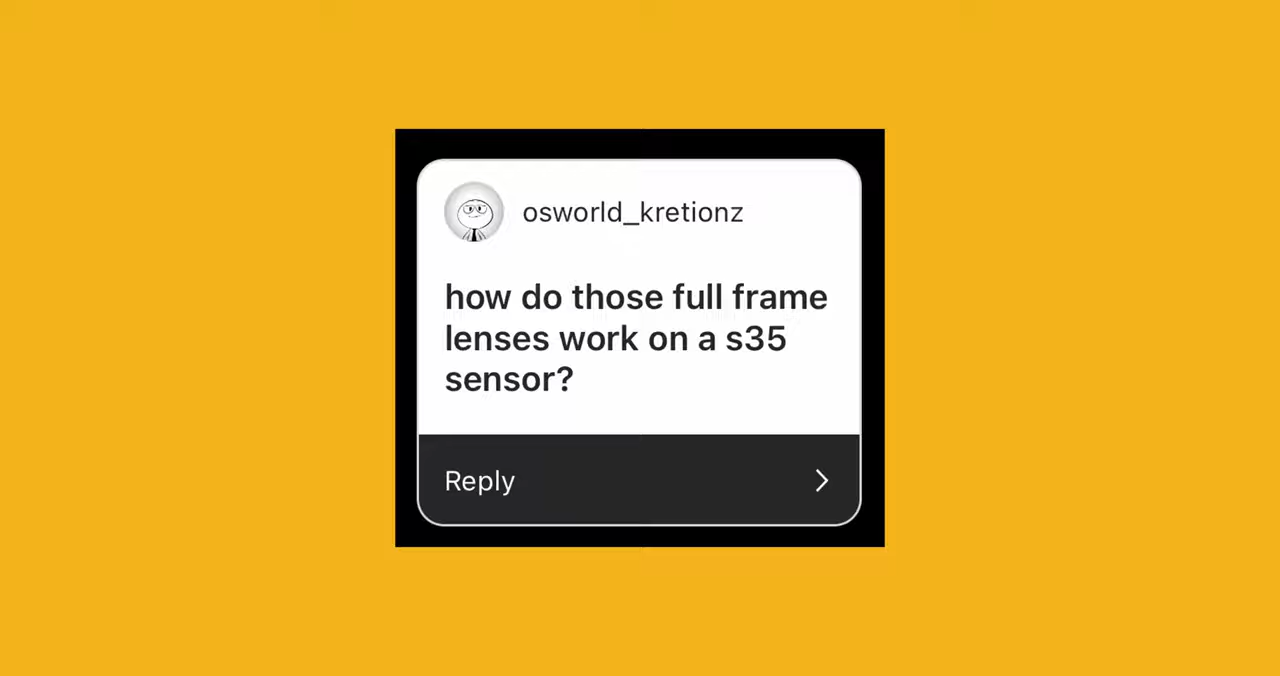 osworld_kretionz
how do those full frame
lenses work on a s35
sensor?
Reply